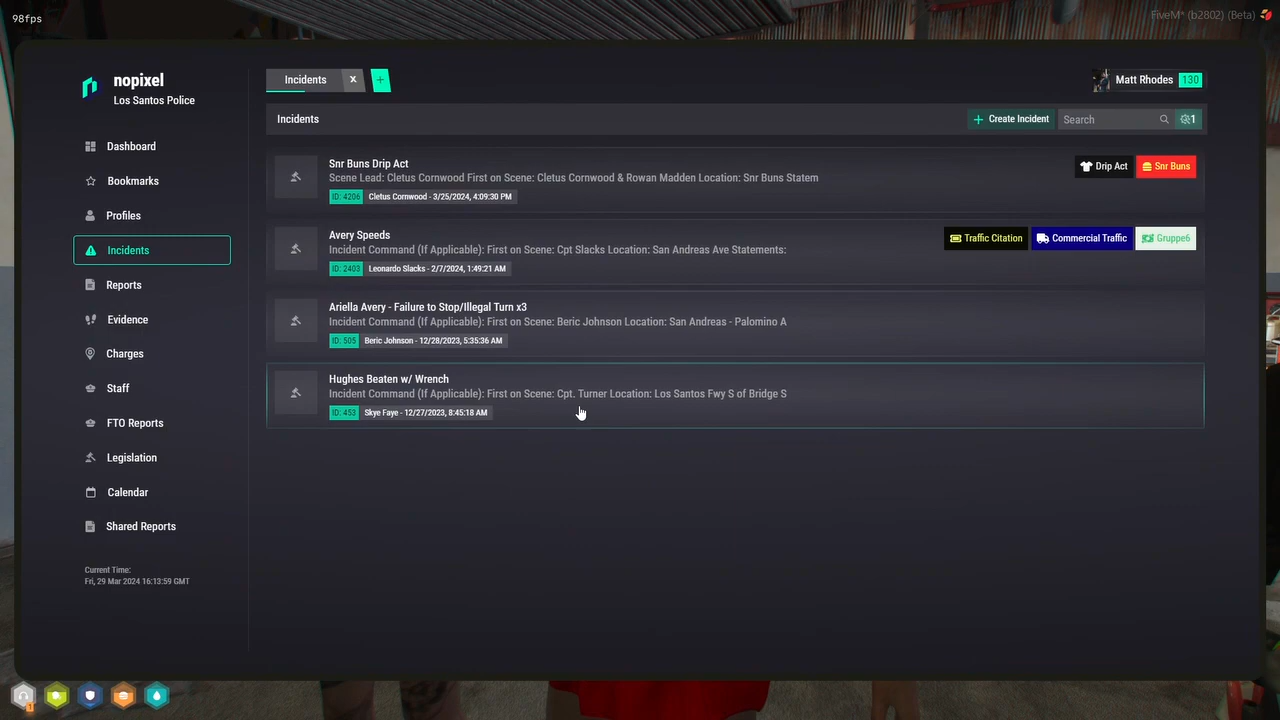 98fps
FiveM* (b2802) (Beta)
nopixel
Los Santos Police
Dashboard
Bookmarks
Profiles
Incidents
Reports
Evidence
Charges
Staff
FTO Reports
Legislation
Calendar
Shared Reports
Current Time:
Fri, 29 Mar 2024 16:13:59 GMT
Incidents x +
Matt Rhodes 130
Incidents
+ Create Incident Search 1
Snr Buns Drip Act
Scene Lead: Cletus Cornwood First on Scene: Cletus Cornwood & Rowan Madden Location: Snr Buns Statem
ID: 4206 Cletus Cornwood - 3/25/2024, 4:09:30 PM
Drip Act Snr Buns
Avery Speeds
Incident Command (If Applicable): First on Scene: Cpt Slacks Location: San Andreas Ave Statements:
ID: 2403 Leonardo Slacks - 2/7/2024, 1:49:21 AM
Traffic Citation Commercial Traffic Gruppe6
Ariella Avery - Failure to Stop/Illegal Turn x3
Incident Command (If Applicable): First on Scene: Beric Johnson Location: San Andreas - Palomino A
ID: 505 Beric Johnson - 12/28/2023, 5:35:36 AM
Hughes Beaten w/ Wrench
Incident Command (If Applicable): First on Scene: Cpt. Turner Location: Los Santos Fwy S of Bridge S
ID: 453 Skye Faye - 12/27/2023, 8:45:18 AM
1